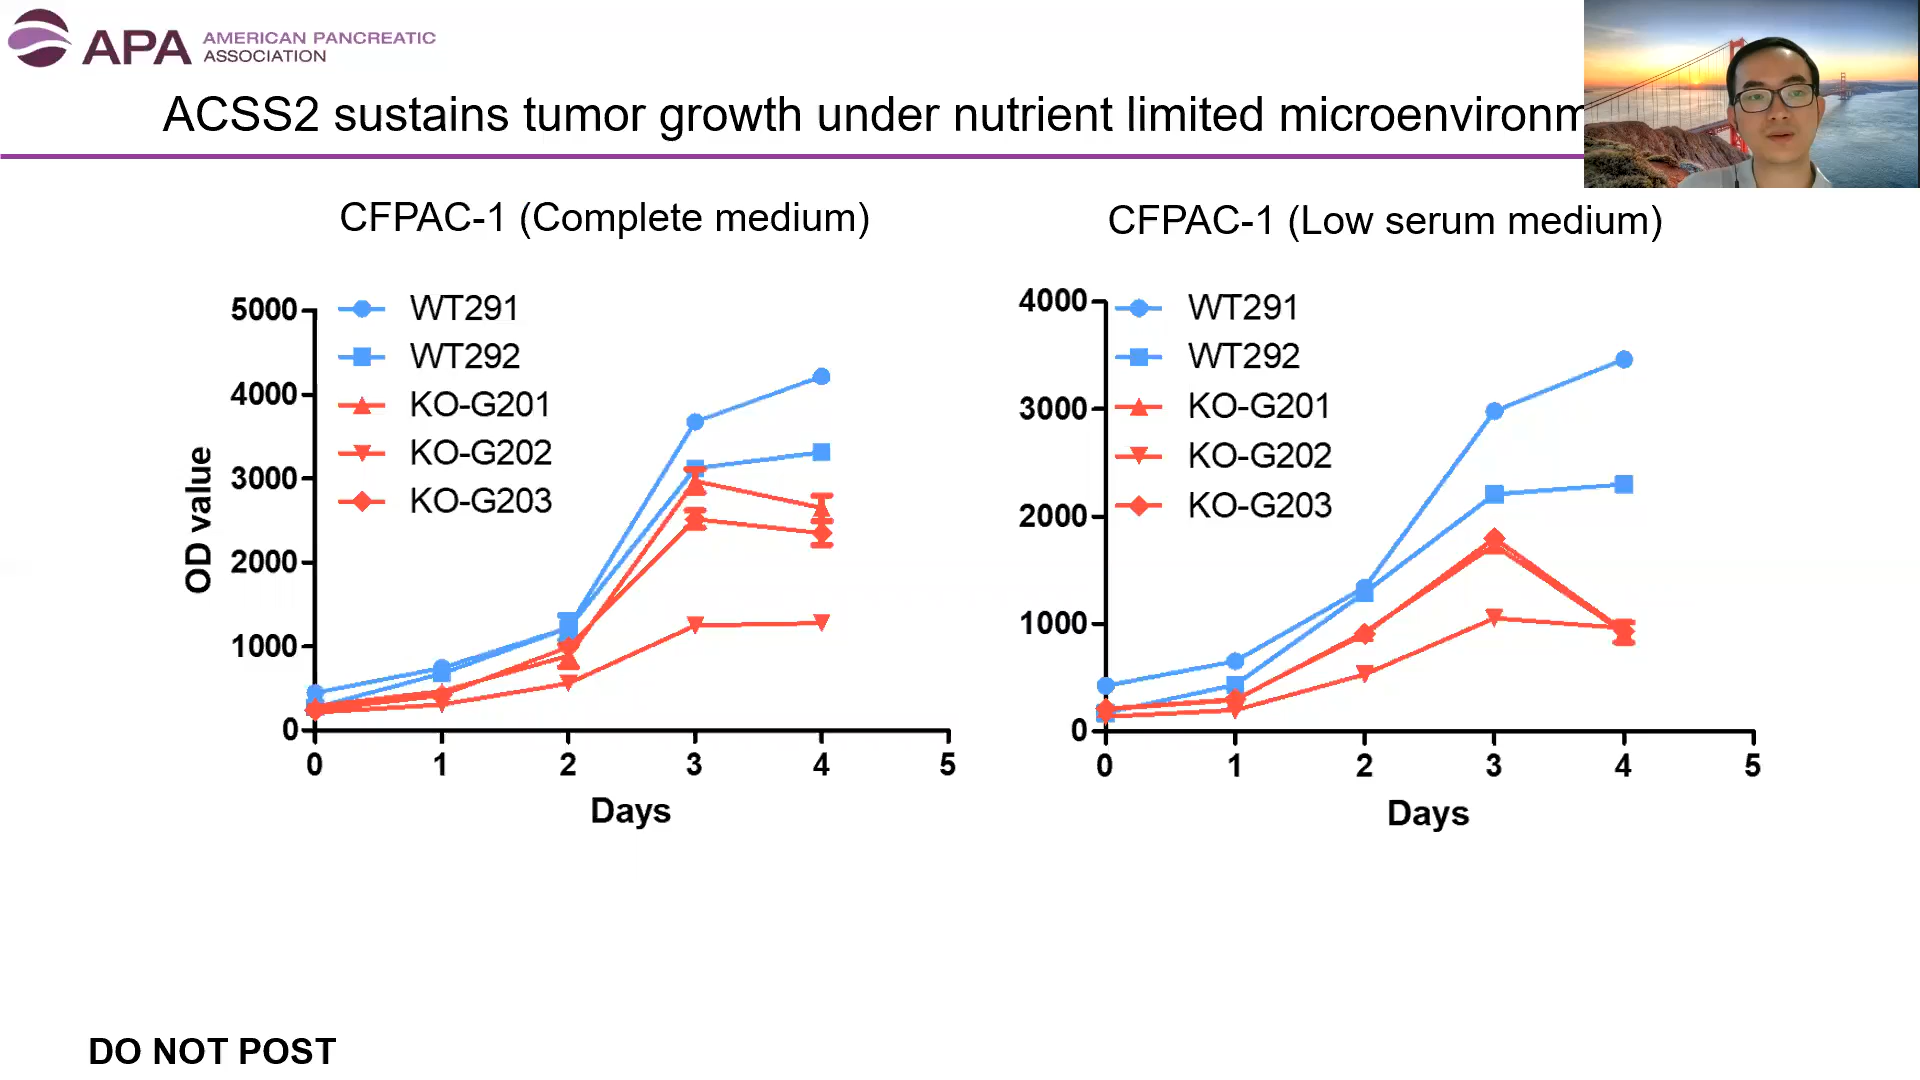 APA AMERICAN PANCREATIC
ASSOCIATION
ACSS2 sustains tumor growth under nutrient limited
CFPAC-1 (Complete medium)
5000
4000
3000
2000
1000
0
OD value
WT291
WT292
KO-G201
KO-G202
KO-G203
0 1 2 3 4 5
Days
CFPAC-1 (Low serum medium)
4000
3000
2000
1000
0
WT291
WT292
KO-G201
KO-G202
KO-G203
0 1 2 3 4 5
Days
DO NOT POST